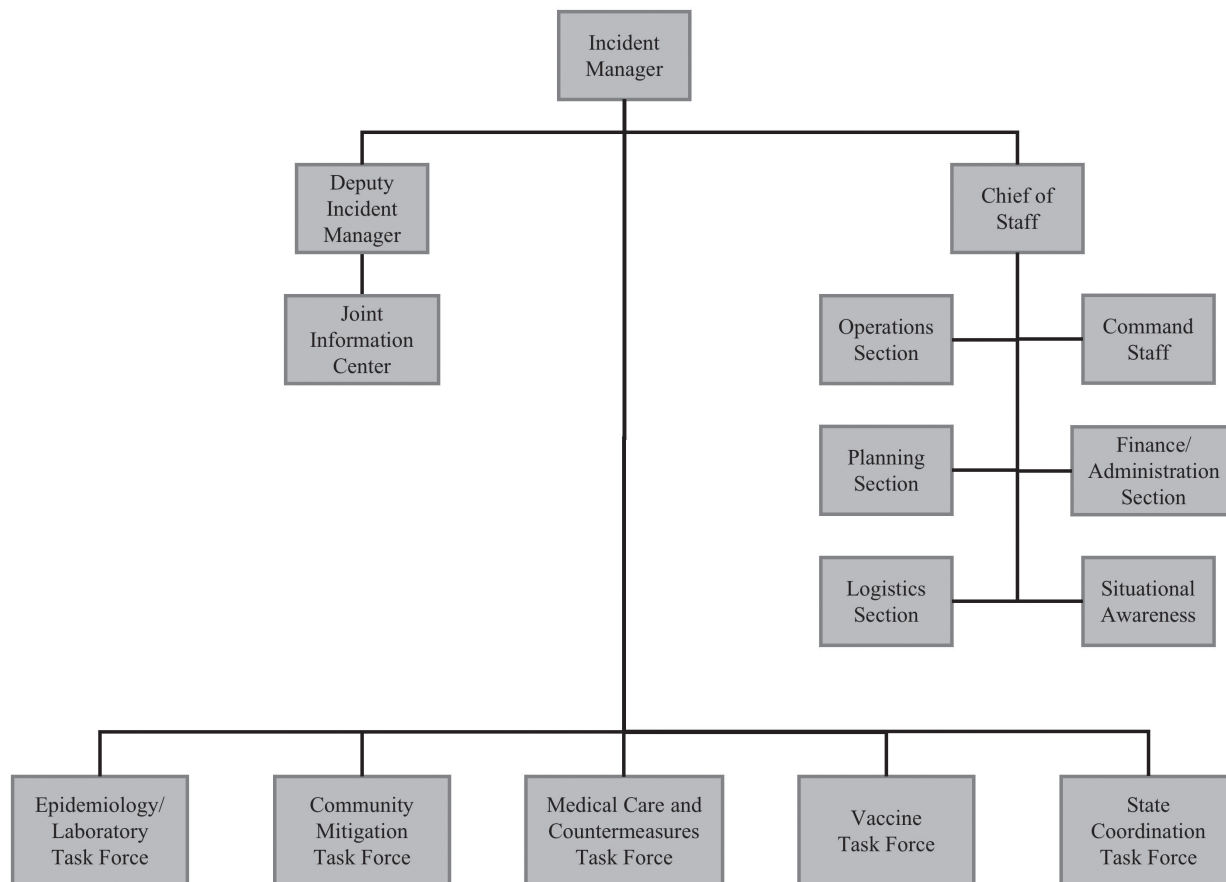 Incident
Manager
Deputy
Incident
Manager
Chief of
Staff
Joint
Information
Center
Operations
Section
Command
Staff
Planning
Section
Finance/
Administration
Section
Logistics
Section
Situational
Awareness
Epidemiology/
Laboratory
Task Force
Community
Mitigation
Task Force
Medical Care and
Countermeasures
Task Force
Vaccine
Task Force
State
Coordination
Task Force